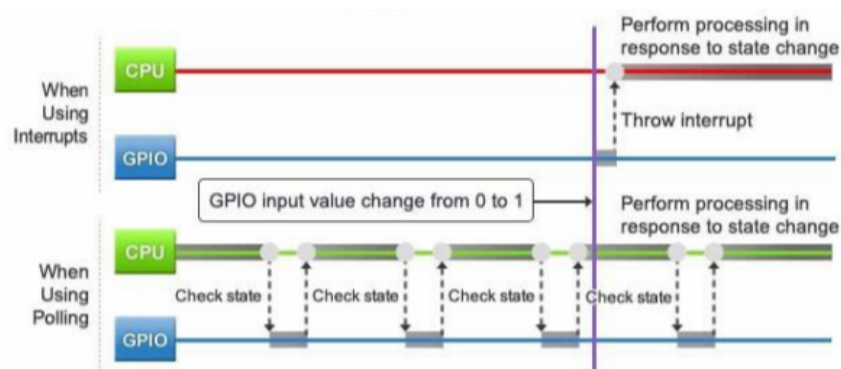 Perform processing in
response to state change
CPU
When
Using
Interrupts
Throw interrupt
GPIO
GPIO input value change from 0 to 1
Perform processing in
response to state change
CPU
When
Using
Polling
Check state
Check state
Check state
Check state
GPIO